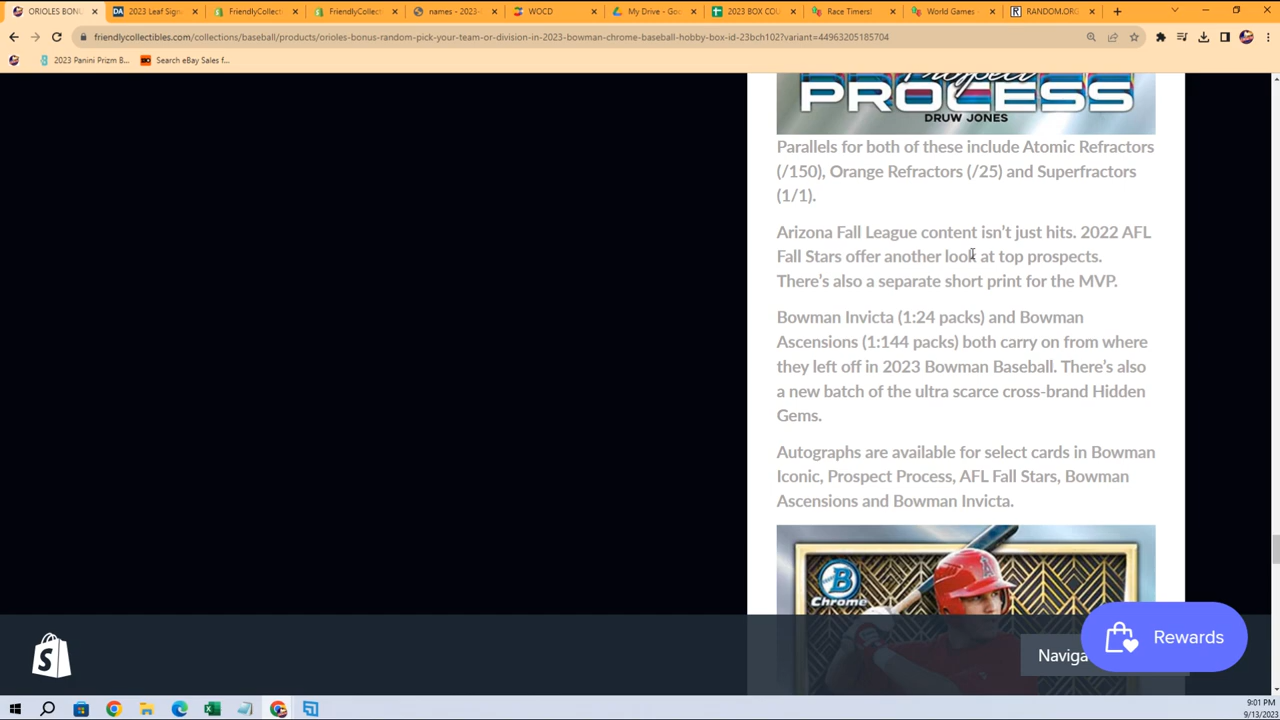 ORIOLES BONU
2023 Leaf Sign
FriendlyCollecti
FriendlyCollect
names - 2023-
WOCD
My Drive - Goo
2023 BOX COU
Race Timers!
World Games
RANDOM.ORG
friendlycollectibles.com/collections/baseball/products/orioles-bonus-random-pick-your-team-or-division-in-2023-bowman-chrome-baseball-hobby-box-id-23bch102?variant=44963205185704
2023 Panini Prizm B...
Search eBay Sales f...
Prospect
PROCESS
DRUW JONES
Parallels for both of these include Atomic Refractors
(/150), Orange Refractors (/25) and Superfractors
(1/1).
Arizona Fall League content isn't just hits. 2022 AFL
Fall Stars offer another look at top prospects.
There's also a separate short print for the MVP.
Bowman Invicta (1:24 packs) and Bowman
Ascensions (1:144 packs) both carry on from where
they left off in 2023 Bowman Baseball. There's also
a new batch of the ultra scarce cross-brand Hidden
Gems.
Autographs are available for select cards in Bowman
Iconic, Prospect Process, AFL Fall Stars, Bowman
Ascensions and Bowman Invicta.
B
Chrome
Rewards
Naviga
9:01 PM
9/13/2023